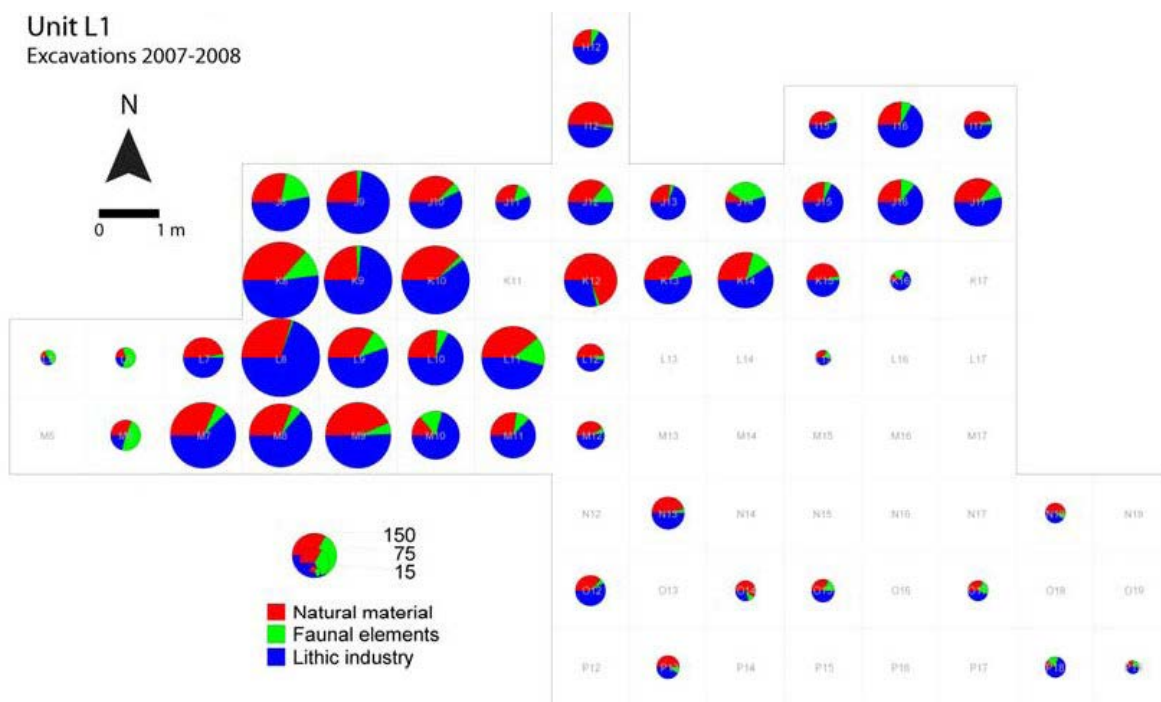 Unit L1
Excavations 2007-2008
N
0 1 m
H12
I12 I15 I16 I17
J8 J9 J10 J11 J12 J13 J14 J15 J16 J17
K8 K9 K10 K11 K12 K13 K14 K15 K16 K17
L7 L8 L9 L10 L11 L12 L13 L14 L16 L17
M5 M7 M8 M9 M10 M11 M12 M13 M14 M15 M16 M17
N12 N13 N14 N15 N16 N17 N18 N19
O12 O13 O14 O15 O16 O18 O19
P12 P14 P15 P16 P17 P18
150
75
15
Natural material
Faunal elements
Lithic industry